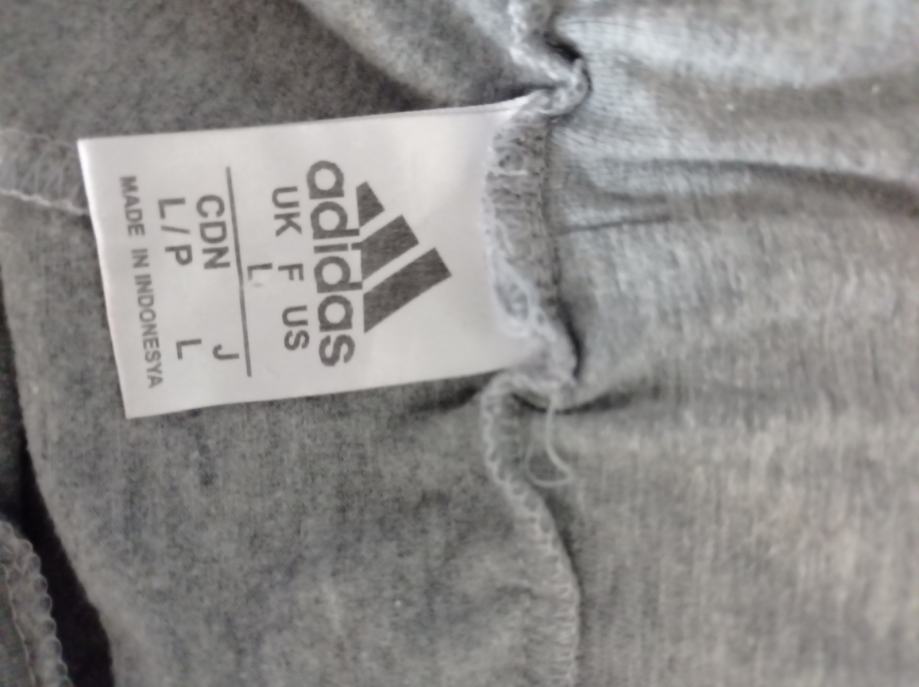 adidas
UK F US
L
CDN J
L/P L
MADE IN INDONESYA